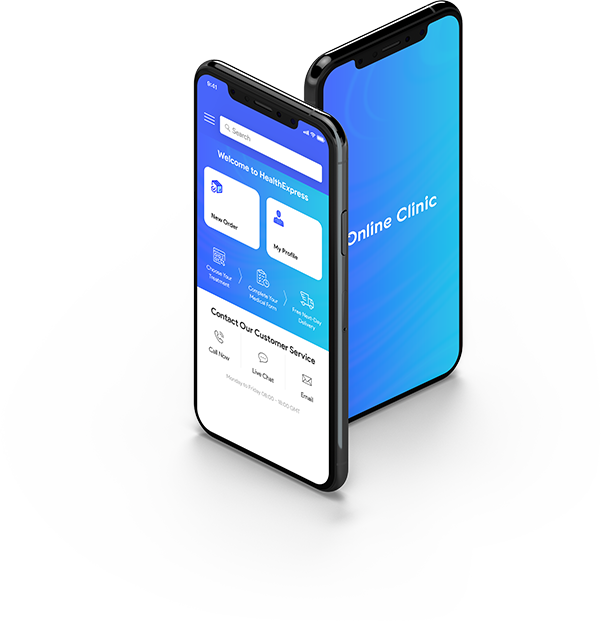 9:41
Search
Welcome to HealthExpress
New Order
My Profile
Choose Your
Treatment
Complete Your
Medical Form
Free Next-Day
Delivery
Contact Our Customer Service
Call Now
Live Chat
Email
Monday to Friday 08:00 - 18:00 GMT
Online Clinic